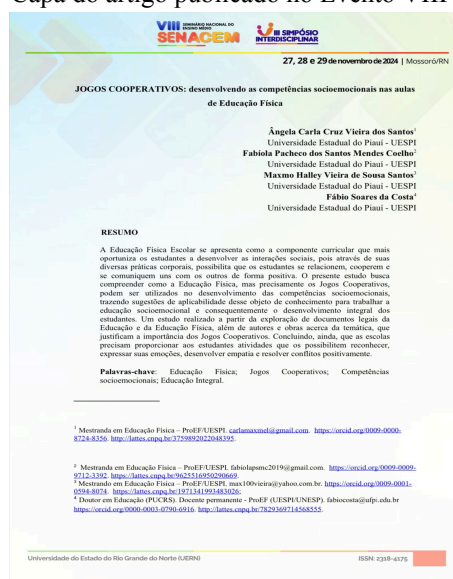 Capa do artigo publicado no Evento VIII
VIII SEMINÁRIO NACIONAL DO
ENSINO MÉDIO
SENACEM
III SIMPÓSIO
INTERDISCIPLINAR
27, 28 e 29 de novembro de 2024 | Mossoró/RN
JOGOS COOPERATIVOS: desenvolvendo as competências socioemocionais nas aulas
de Educação Física
Ângela Carla Cruz Vieira dos Santos1
Universidade Estadual do Piauí - UESPI
Fabíola Pacheco dos Santos Mendes Coelho2
Universidade Estadual do Piauí - UESPI
Maxmo Halley Vieira de Sousa Santos3
Universidade Estadual do Piauí - UESPI
Fábio Soares da Costa4
Universidade Estadual do Piauí - UESPI
RESUMO
A Educação Física Escolar se apresenta como a componente curricular que mais
oportuniza os estudantes a desenvolver as interações sociais, pois através de suas
diversas práticas corporais, possibilita que os estudantes se relacionem, cooperem e
se comuniquem uns com os outros de forma positiva. O presente estudo busca
compreender como a Educação Física, mas precisamente os Jogos Cooperativos,
podem ser utilizados no desenvolvimento das competências socioemocionais,
trazendo sugestões de aplicabilidade desse objeto de conhecimento para trabalhar a
educação socioemocional e consequentemente o desenvolvimento integral dos
estudantes. Um estudo realizado a partir da exploração de documentos legais da
Educação e da Educação Física, além de autores e obras acerca da temática, que
justificam a importância dos Jogos Cooperativos. Concluindo, ainda, que as escolas
precisam proporcionar aos estudantes atividades que os possibilitem reconhecer,
expressar suas emoções, desenvolver empatia e resolver conflitos positivamente.
Palavras-chave: Educação Física; Jogos Cooperativos; Competências
socioemocionais; Educação Integral.
1 Mestranda em Educação Física – ProEF/UESPI. carlamaxmel@gmail.com. https://orcid.org/0009-0000-
8724-8356. http://lattes.cnpq.br/3759892022048395.
2 Mestranda em Educação Física – ProEF/UESPI. fabiolapsmc2019@gmail.com. https://orcid.org/0009-0009-
9712-3392. http://lattes.cnpq.br/9625516950290669.
3 Mestrando em Educação Física – ProEF/UESPI. max100vieira@yahoo.com.br. https://orcid.org/0009-0001-
0594-8074. https://lattes.cnpq.br/1971341993483026;
4 Doutor em Educação (PUCRS). Docente permanente - ProEF (UESPI/UNESP). fabiocosta@ufpi.edu.br
https://orcid.org/0000-0003-0790-6916. http://lattes.cnpq.br/7829369714568555.
Universidade do Estado do Rio Grande do Norte (UERN)
ISSN: 2318-4175